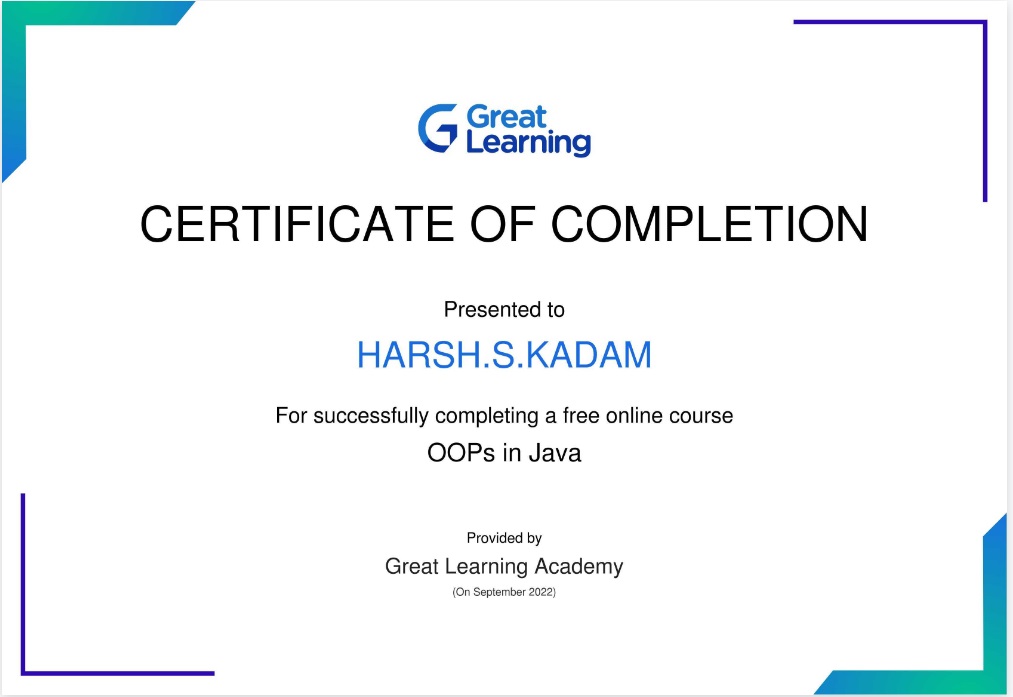 Great
Learning
CERTIFICATE OF COMPLETION
Presented to
HARSH.S.KADAM
For successfully completing a free online course
OOPs in Java
Provided by
Great Learning Academy
(On September 2022)